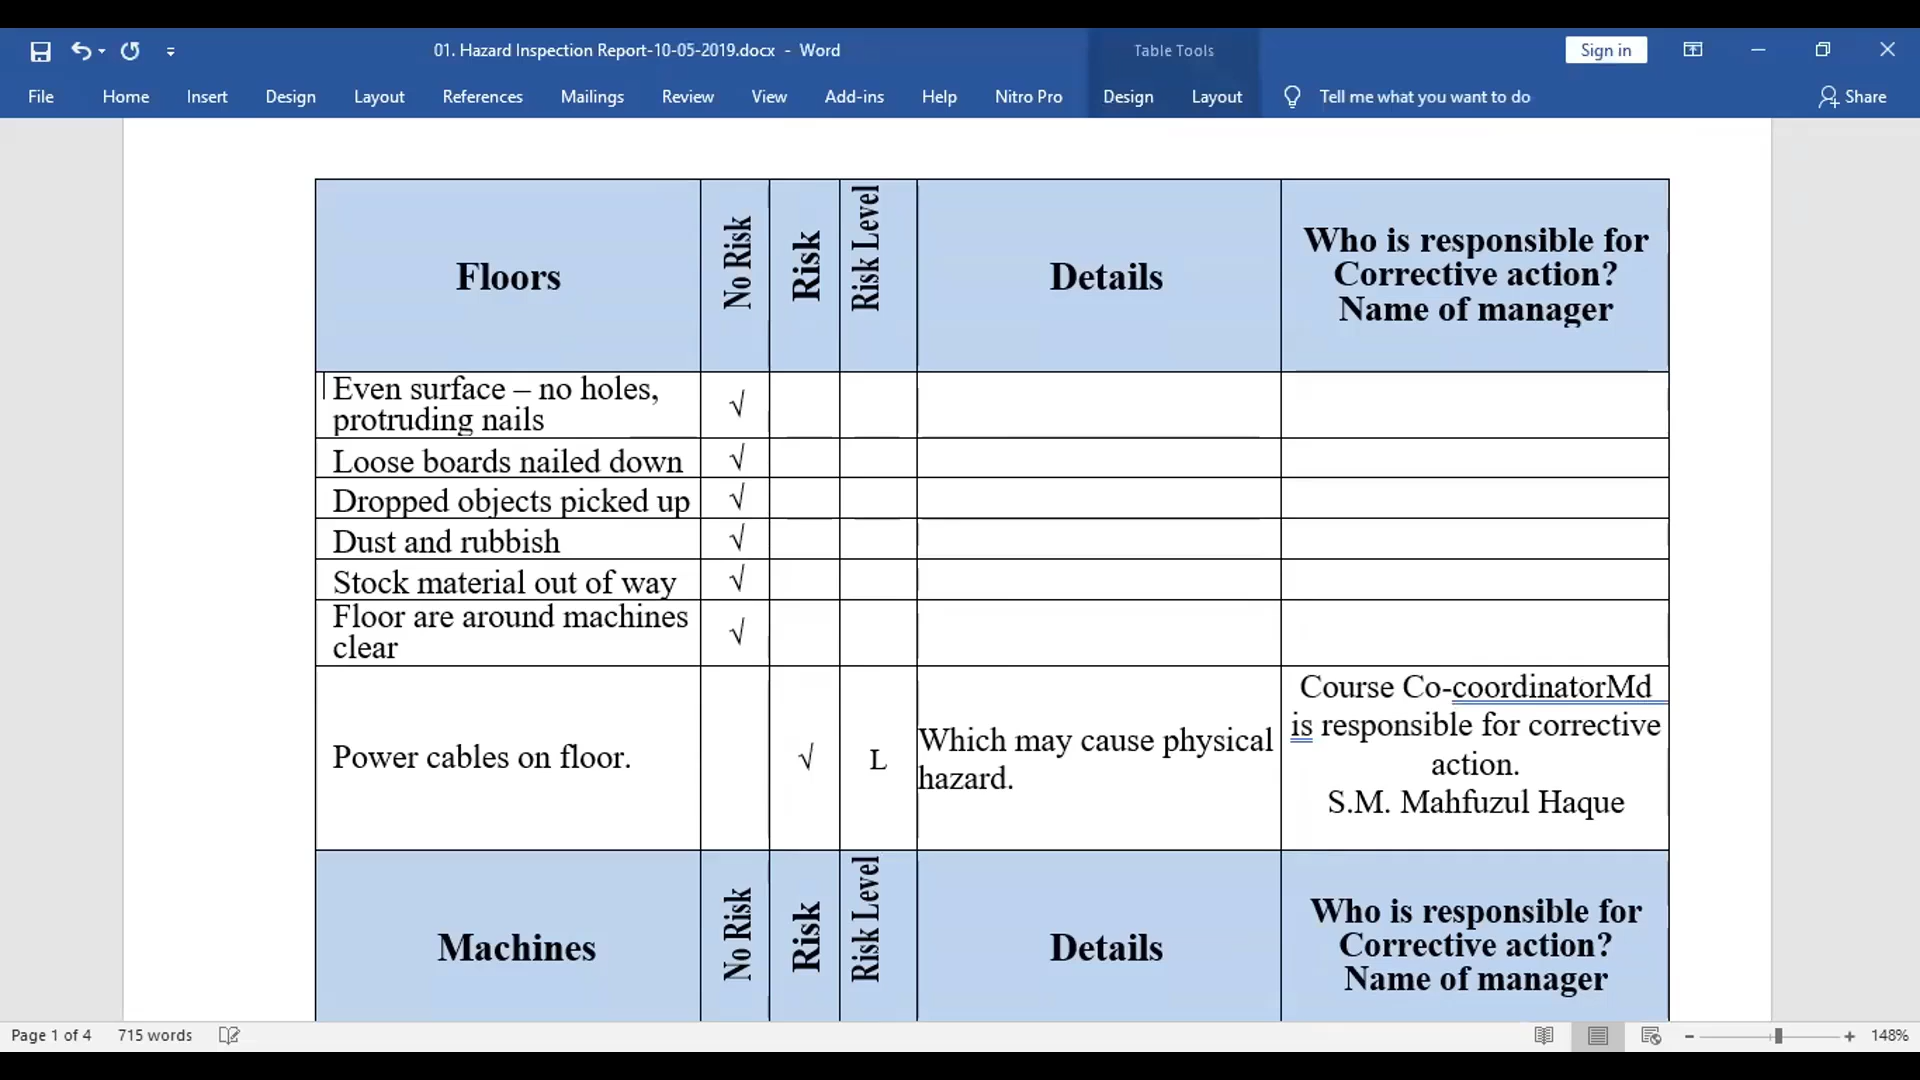 01. Hazard Inspection Report-10-05-2019.docx - Word
Table Tools
Sign in
File Home Insert Design Layout References Mailings Review View Add-ins Help Nitro Pro Design Layout Tell me what you want to do Share
Floors
No Risk
Risk
Risk Level
Details
Who is responsible for
Corrective action?
Name of manager
Even surface – no holes,
protruding nails
√
Loose boards nailed down √
Dropped objects picked up √
Dust and rubbish √
Stock material out of way √
Floor are around machines
clear
√
Power cables on floor.
√
L
Which may cause physical
hazard.
Course Co-coordinatorMd
is responsible for corrective
action.
S.M. Mahfuzul Haque
Machines
No Risk
Risk
Risk Level
Details
Who is responsible for
Corrective action?
Name of manager
Page 1 of 4 715 words 148%